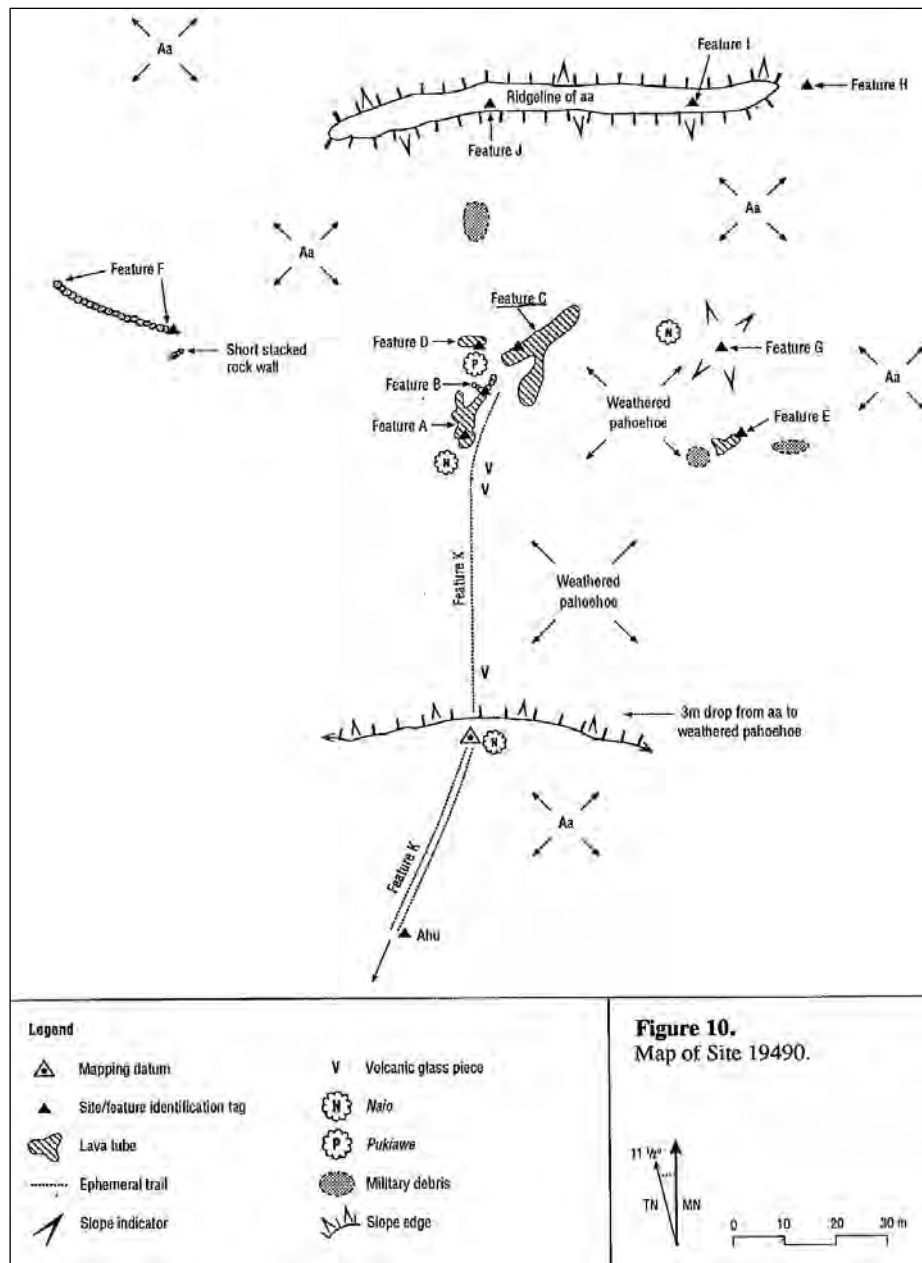 Aa
Feature I
Ridgeline of aa
Feature H
Feature J
Aa
Aa
Feature F
Feature C
N
Feature D
Feature G
Short stacked
rock wall
P
Feature B
Aa
Weathered
pahoehoe
Feature E
Feature A
N
V
V
Feature K
Weathered
pahoehoe
V
3m drop from aa to
weathered pahoehoe
N
Aa
Feature K
Ahu
Legend
Mapping datum
Site/feature identification tag
Lava tube
Ephemeral trail
Slope indicator
V Volcanic glass piece
N Naio
P Pukiawe
Military debris
Slope edge
Figure 10.
Map of Site 19490.
11 ½°
TN MN
0 10 20 30 m